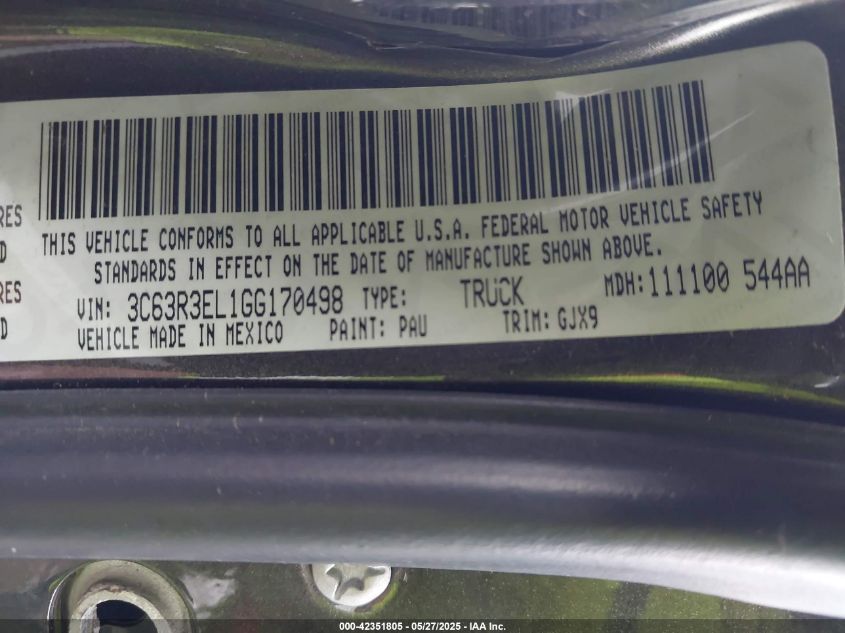 RES
D
RES
D
THIS VEHICLE CONFORMS TO ALL APPLICABLE U.S.A. FEDERAL MOTOR VEHICLE SAFETY
STANDARDS IN EFFECT ON THE DATE OF MANUFACTURE SHOWN ABOVE.
VIN: 3C63R3EL1GG170498 TYPE: TRUCK MDH:111100 544AA
VEHICLE MADE IN MEXICO PAINT: PAU TRIM: GJX9
000-42351805 - 05/27/2025 - IAA Inc.